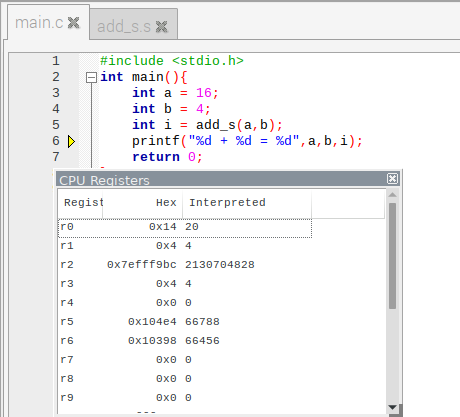 main.c
add_s.s
1 #include <stdio.h>
2 int main(){
3 int a = 16;
4 int b = 4;
5 int i = add_s(a,b);
6 printf("%d + %d = %d",a,b,i);
7 return 0;
CPU Registers
Regist Hex Interpreted
r0 0x14 20
r1 0x4 4
r2 0x7efff9bc 2130704828
r3 0x4 4
r4 0x0 0
r5 0x104e4 66788
r6 0x10398 66456
r7 0x0 0
r8 0x0 0
r9 0x0 0